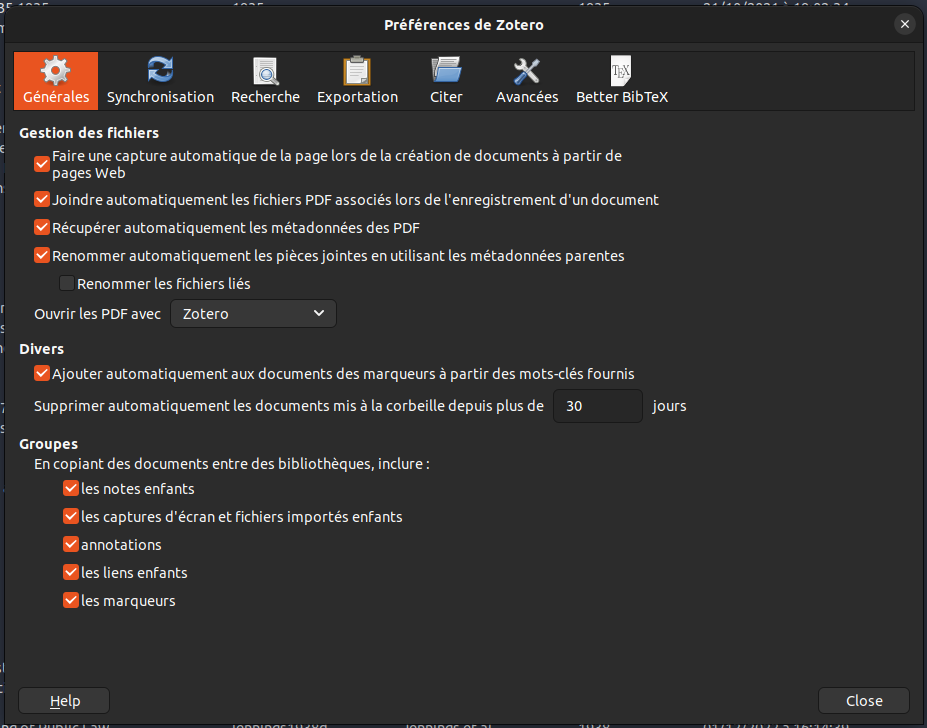 1935
1935
1935
Préférences de Zotero
Générales
Synchronisation
Recherche
Exportation
Citer
Avancées
TEX
Better BibTeX
Gestion des fichiers
Faire une capture automatique de la page lors de la création de documents à partir de
pages Web
Joindre automatiquement les fichiers PDF associés lors de l'enregistrement d'un document
Récupérer automatiquement les métadonnées des PDF
Renommer automatiquement les pièces jointes en utilisant les métadonnées parentes
Renommer les fichiers liés
Ouvrir les PDF avec Zotero
Divers
Ajouter automatiquement aux documents des marqueurs à partir des mots-clés fournis
Supprimer automatiquement les documents mis à la corbeille depuis plus de 30 jours
Groupes
En copiant des documents entre des bibliothèques, inclure :
les notes enfants
les captures d'écran et fichiers importés enfants
annotations
les liens enfants
les marqueurs
Help
Close